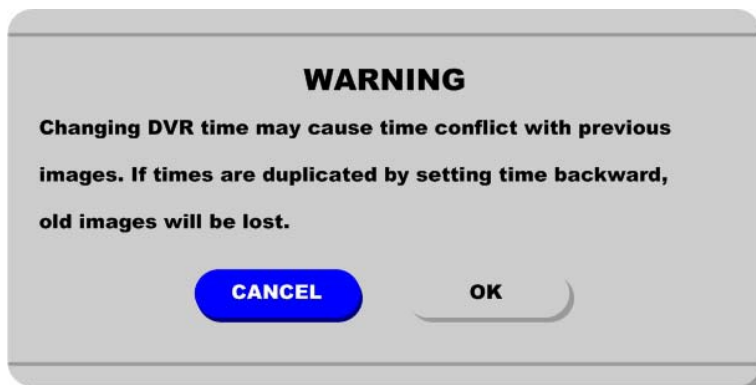 WARNING
Changing DVR time may cause time conflict with previous
images. If times are duplicated by setting time backward,
old images will be lost.
CANCEL OK